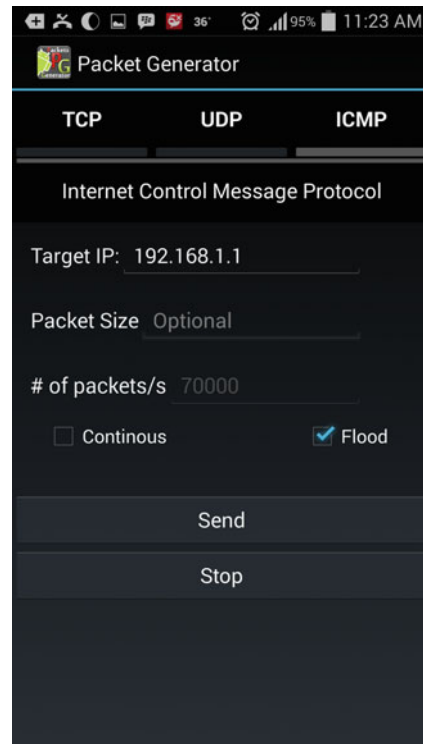 36° 95% 11:23 AM
Packet Generator
TCP UDP ICMP
Internet Control Message Protocol
Target IP: 192.168.1.1
Packet Size Optional
# of packets/s 70000
Continous Flood
Send
Stop